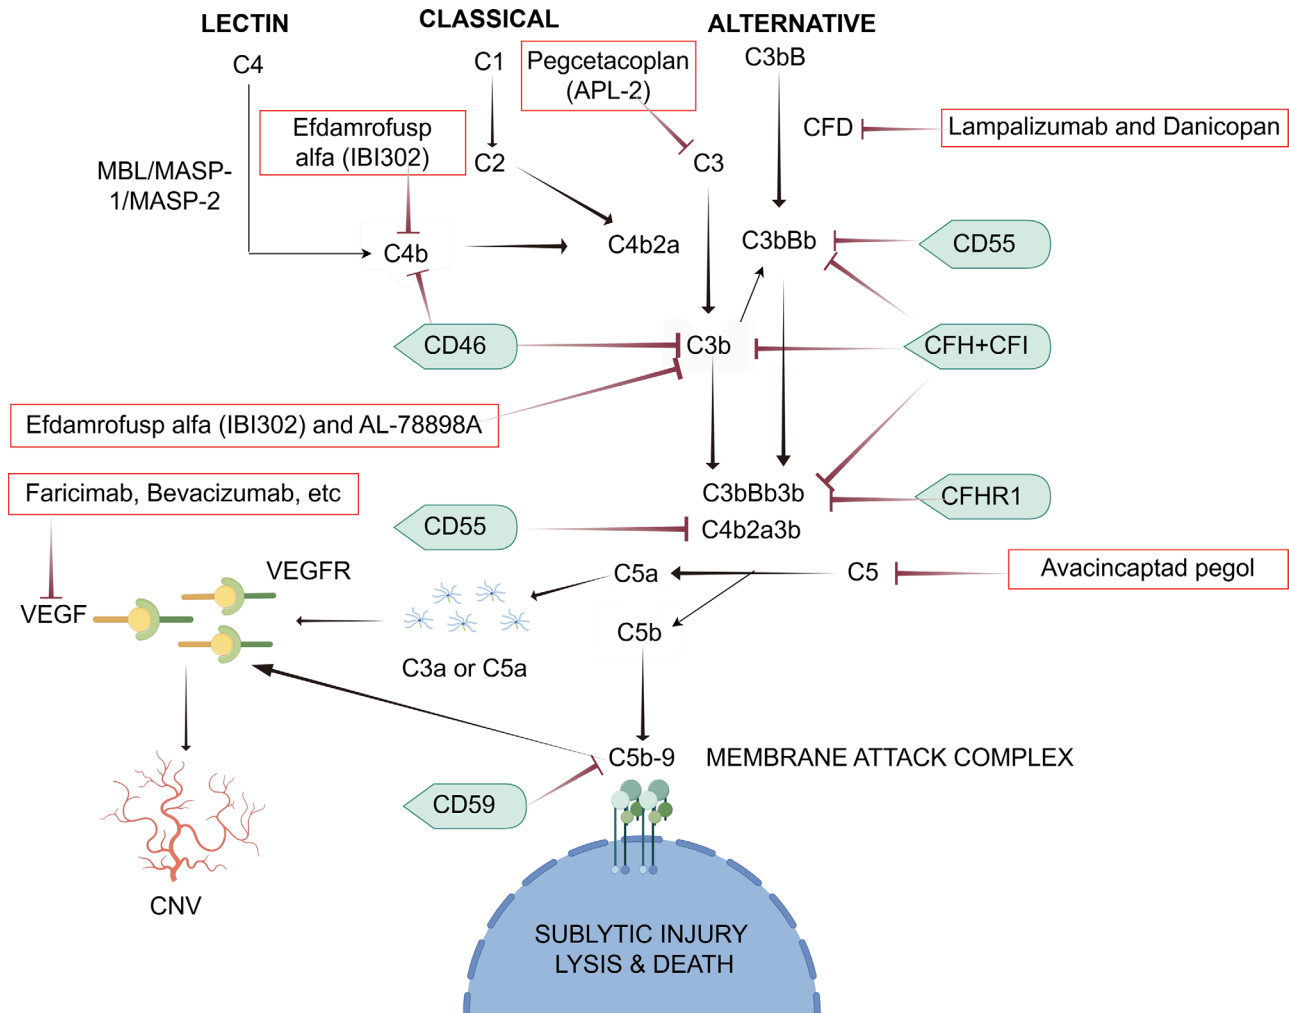 LECTIN
CLASSICAL
ALTERNATIVE
C4
C1
Pegcetacoplan
(APL-2)
C3bB
Efdamrofusp
alfa (IBI302)
CFD
Lampalizumab and Danicopan
MBL/MASP-
1/MASP-2
C2
C3
C4b
C4b2a
C3bBb
CD55
CD46
C3b
CFH+CFI
Efdamrofusp alfa (IBI302) and AL-78898A
Faricimab, Bevacizumab, etc
C3bBb3b
C4b2a3b
CFHR1
CD55
VEGFR
C5a
C5
Avacincaptad pegol
VEGF
C5b
C3a or C5a
C5b-9
MEMBRANE ATTACK COMPLEX
CD59
CNV
SUBLYTIC INJURY
LYSIS & DEATH